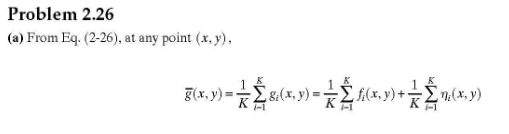 Problem 2.26
(a) From Eq. (2-26), at any point (x, y),
g̅(x, y) = 1/K ∑_{i=1}^{K} g_i(x, y) = 1/K ∑_{i=1}^{K} f_i(x, y) + 1/K ∑_{i=1}^{K} η_i(x, y)